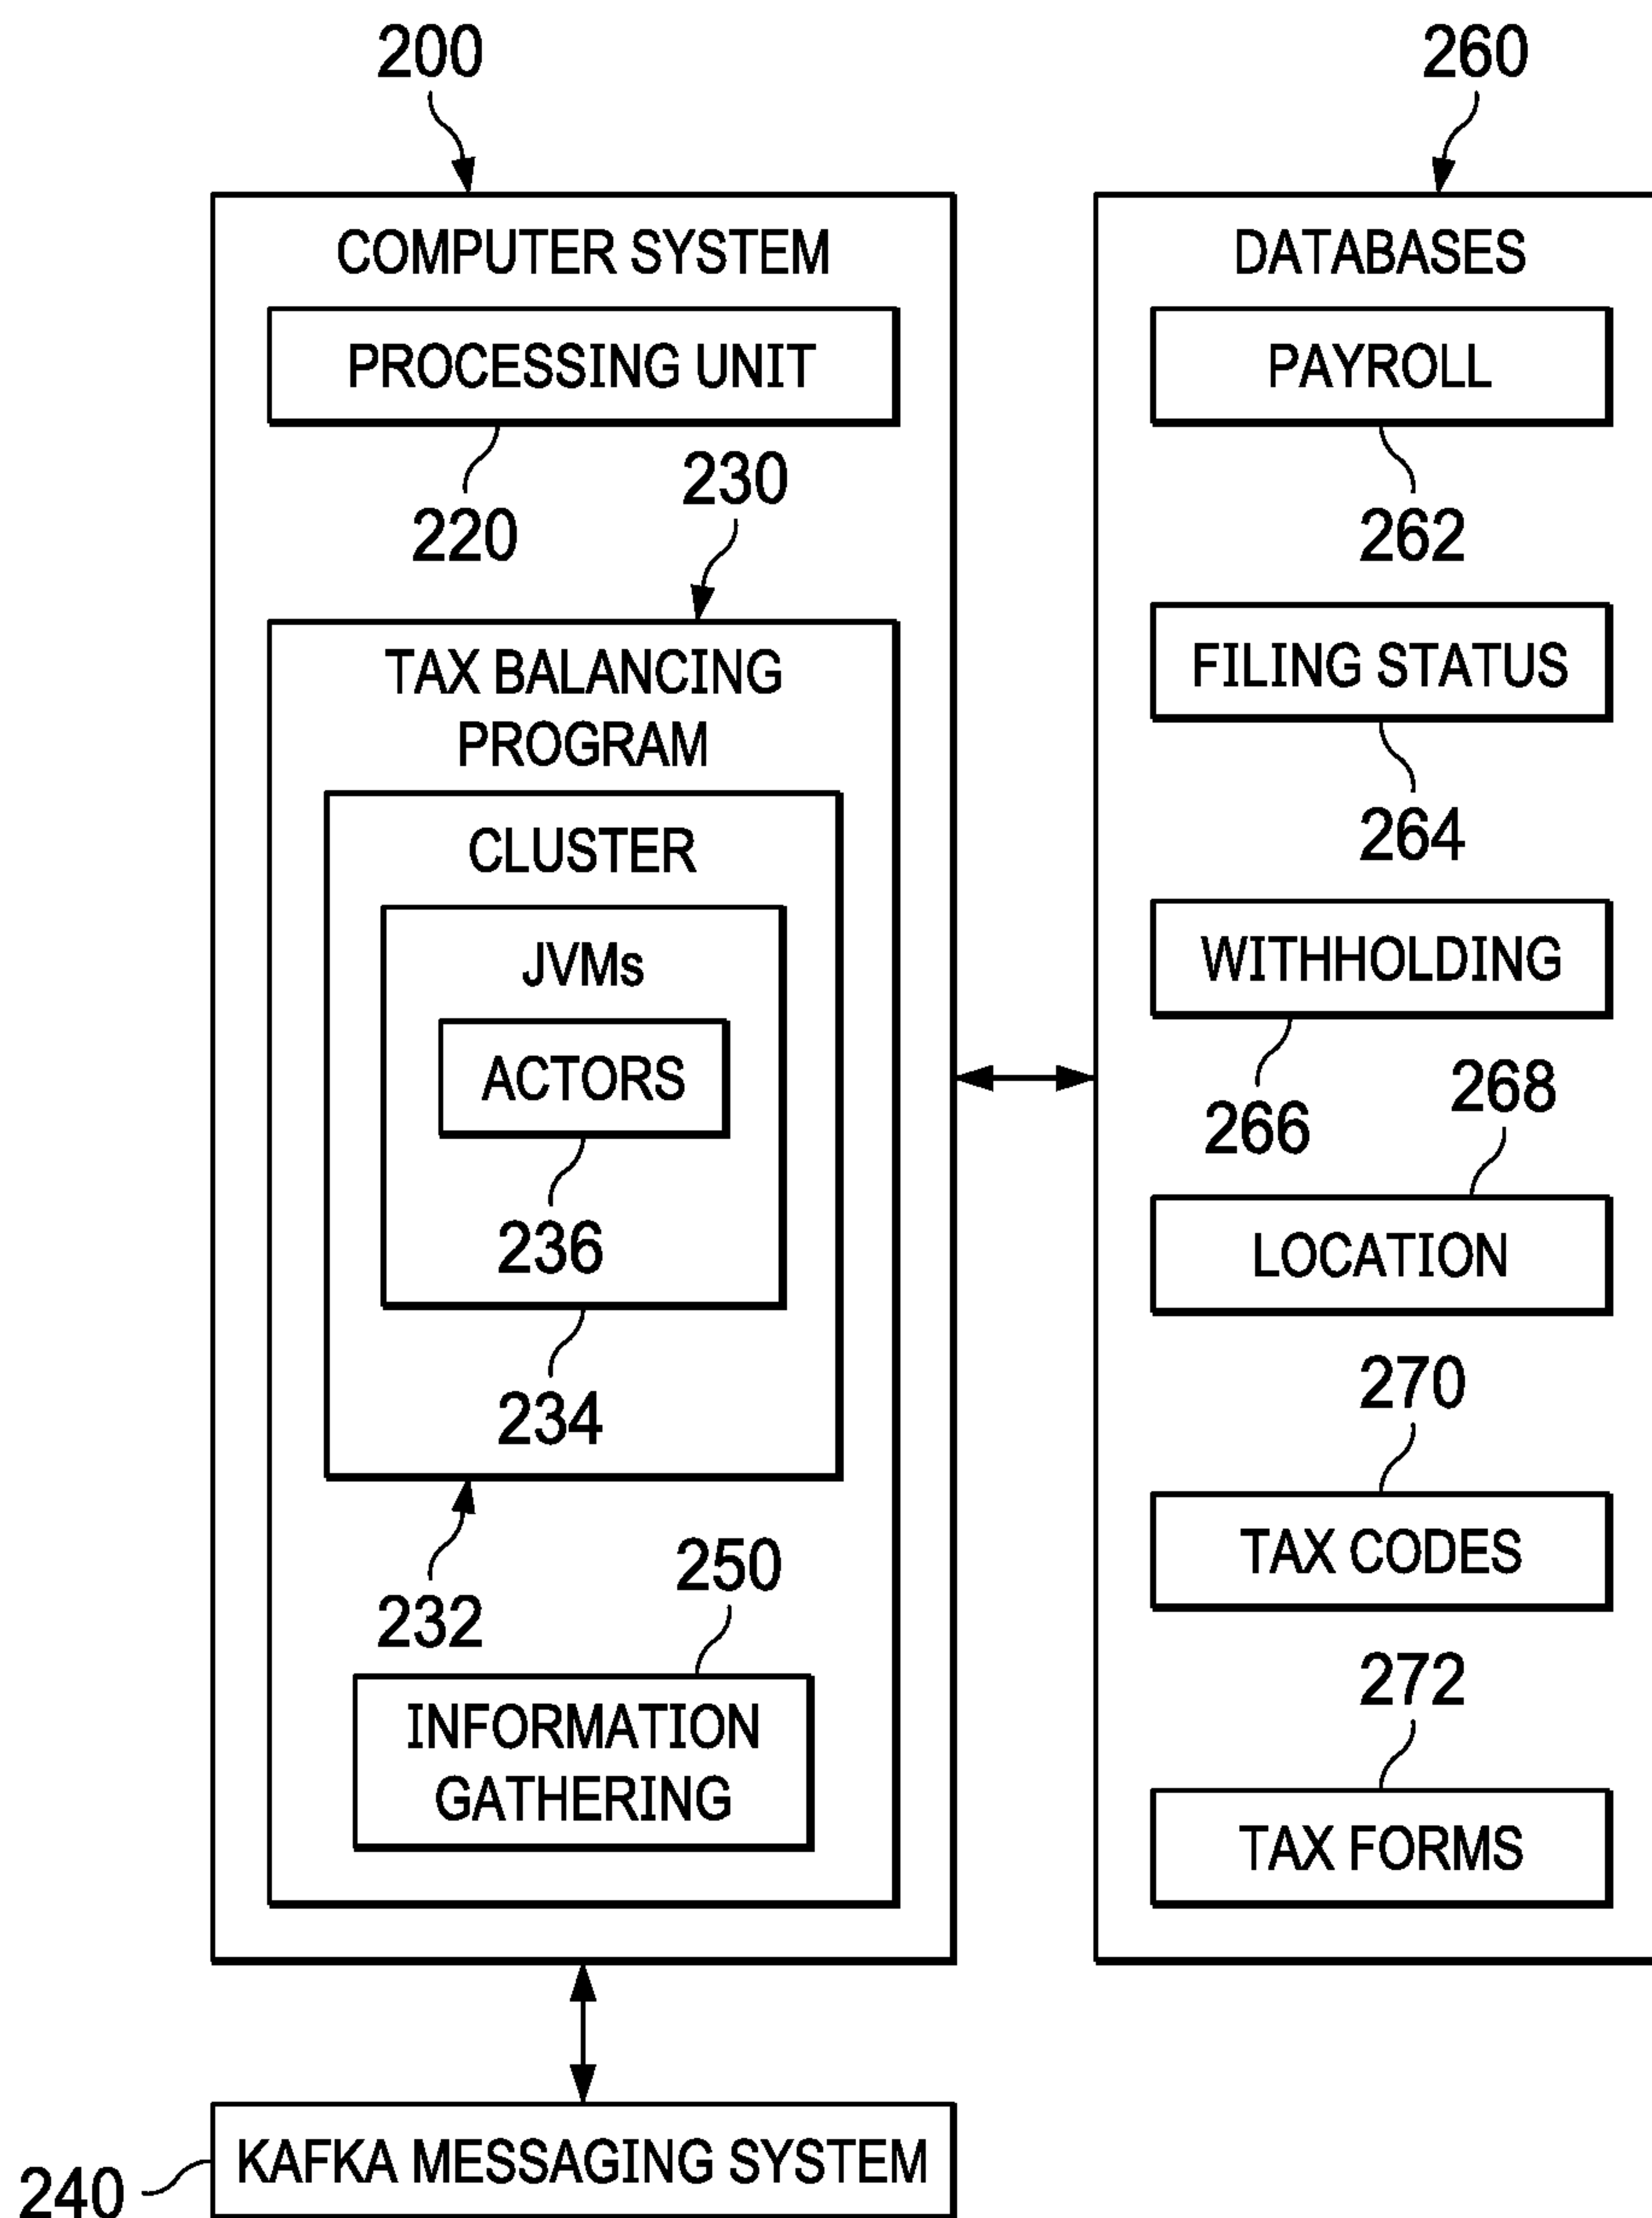 200
260
COMPUTER SYSTEM
PROCESSING UNIT
220
230
TAX BALANCING
PROGRAM
CLUSTER
JVMs
ACTORS
236
234
232
250
INFORMATION
GATHERING
DATABASES
PAYROLL
262
FILING STATUS
264
WITHHOLDING
266
268
LOCATION
270
TAX CODES
272
TAX FORMS
KAFKA MESSAGING SYSTEM
240